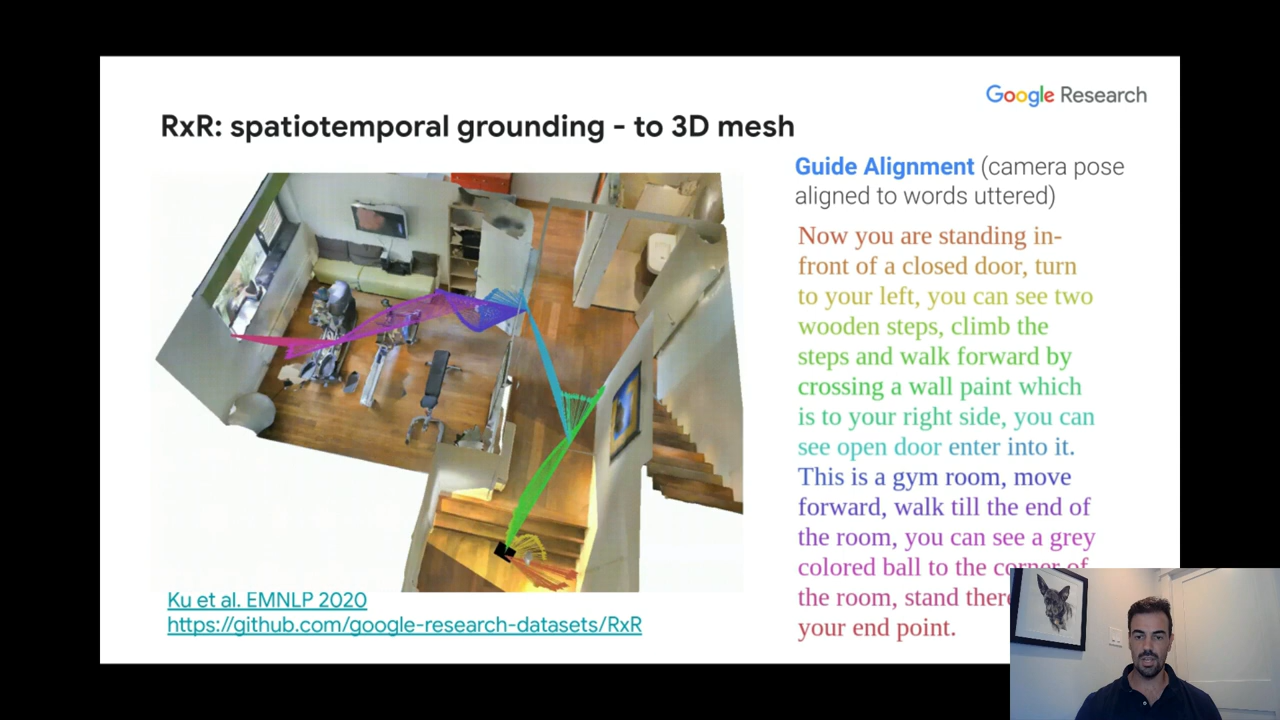 Google Research
RxR: spatiotemporal grounding - to 3D mesh
Guide Alignment (camera pose
aligned to words uttered)
Now you are standing in-
front of a closed door, turn
to your left, you can see two
wooden steps, climb the
steps and walk forward by
crossing a wall paint which
is to your right side, you can
see open door enter into it.
This is a gym room, move
forward, walk till the end of
the room, you can see a grey
colored ball to the corner of
the room, stand there
your end point.
Ku et al. EMNLP 2020
https://github.com/google-research-datasets/RxR